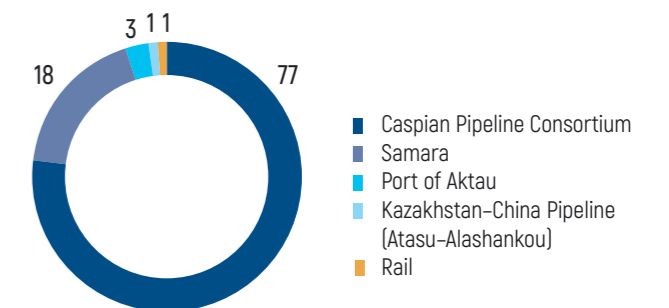 3 1 1
18
77
Caspian Pipeline Consortium
Samara
Port of Aktau
Kazakhstan–China Pipeline
(Atasu–Alashankou)
Rail